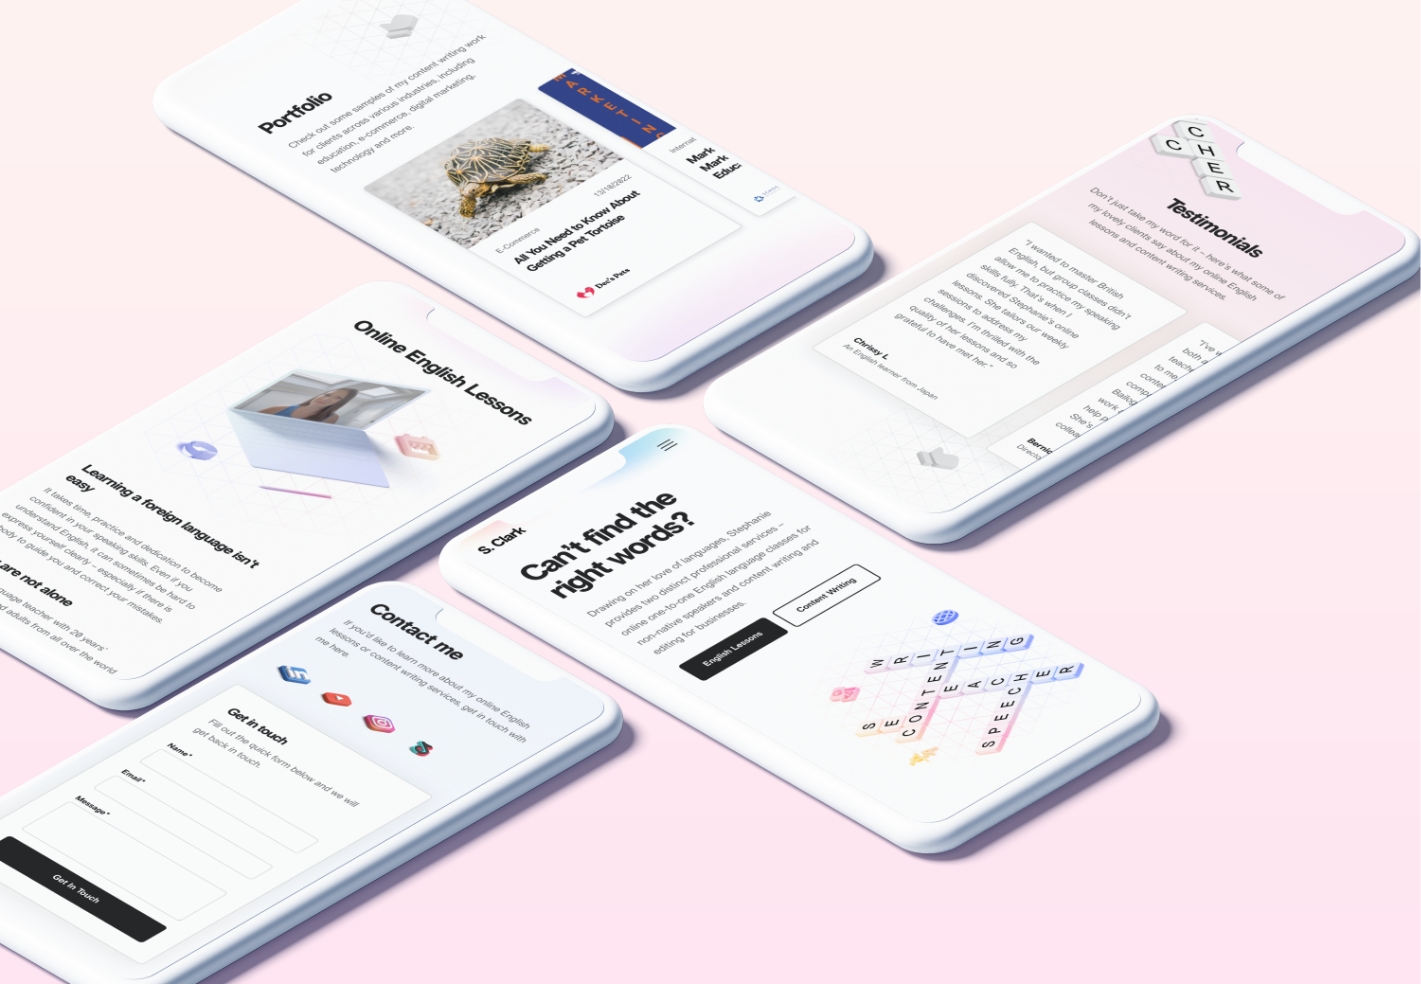 Portfolio
Check out some samples of my content writing work
for clients across various industries, including
education, e-commerce, digital marketing,
technology and more.
E-Commerce
13/10/2022
All You Need to Know About
Getting a Pet Tortoise
Dee's Pets
MARKETIN
Internat
Mark
Mark
Educ
C
C H
E
R
Testimonials
Don't just take my word for it – here's what some of
my lovely clients say about my online English
lessons and content writing services.
"I wanted to master British
English, but group classes didn't
allow me to practice my speaking
skills fully. That's when I
discovered Stephanie's online
lessons. She tailors our weekly
sessions to address my
challenges. I'm thrilled with the
quality of her lessons and so
grateful to have met her."
Chrissy L
An English learner from Japan
"I've w
both a
teache
to me
conte
comp
work
help p
She's
collea
Bernic
Directo
Online English Lessons
Learning a foreign language isn't
easy
It takes time, practice and dedication to become
confident in your speaking skills. Even if you
understand English, it can sometimes be hard to
express yourself clearly – especially if there is
body to guide you and correct your mistakes.
are not alone
guage teacher with 20 years'
d adults from all over the world
S. Clark
Can't find the
right words?
Drawing on her love of languages, Stephanie
provides two distinct professional services –
online one-to-one English language classes for
non-native speakers and content writing and
editing for businesses.
English Lessons
Content Writing
WRITING
CONTENT
TEACHER
SPEECH
Contact me
If you'd like to learn more about my online English
lessons or content writing services, get in touch with
me here.
Get in touch
Fill out the quick form below and we will
get back in touch.
Name*
Email*
Message*
Get In Touch